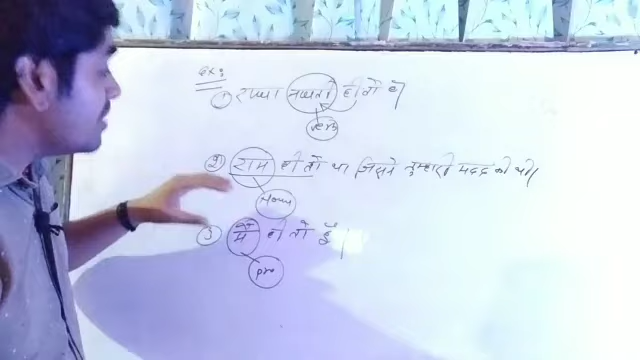 Ex:
① राधा नाचती ही तो है।
verb
② राम ही तो था जिसने तुम्हारी मदद की थी।
Noun
③ मैं ही तो हूँ।
pro